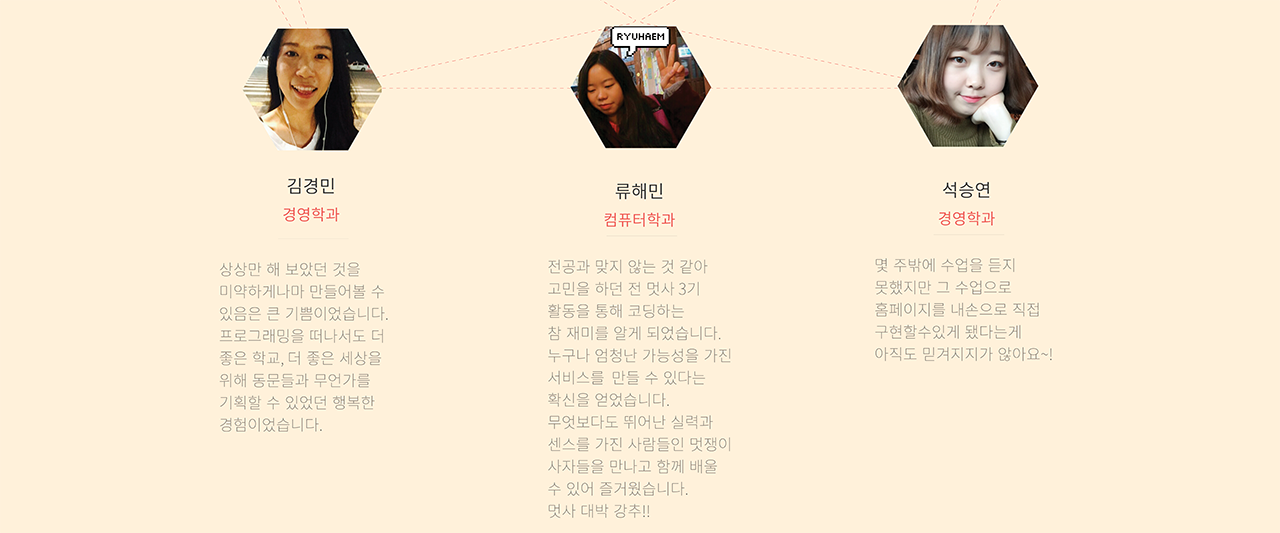 RYUHAEM
김경민
경영학과
상상만 해 보았던 것을
미약하게나마 만들어볼 수
있음은 큰 기쁨이었습니다.
프로그래밍을 떠나서도 더
좋은 학교, 더 좋은 세상을
위해 동문들과 무언가를
기획할 수 있었던 행복한
경험이었습니다.
류해민
컴퓨터학과
전공과 맞지 않는 것 같아
고민을 하던 전 멋사 3기
활동을 통해 코딩하는
참 재미를 알게 되었습니다.
누구나 엄청난 가능성을 가진
서비스를 만들 수 있다는
확신을 얻었습니다.
무엇보다도 뛰어난 실력과
센스를 가진 사람들인 멋쟁이
사자들을 만나고 함께 배울
수 있어 즐거웠습니다.
멋사 대박 강추!!
석승연
경영학과
몇 주밖에 수업을 듣지
못했지만 그 수업으로
홈페이지를 내손으로 직접
구현할수있게 됐다는게
아직도 믿겨지지가 않아요~!